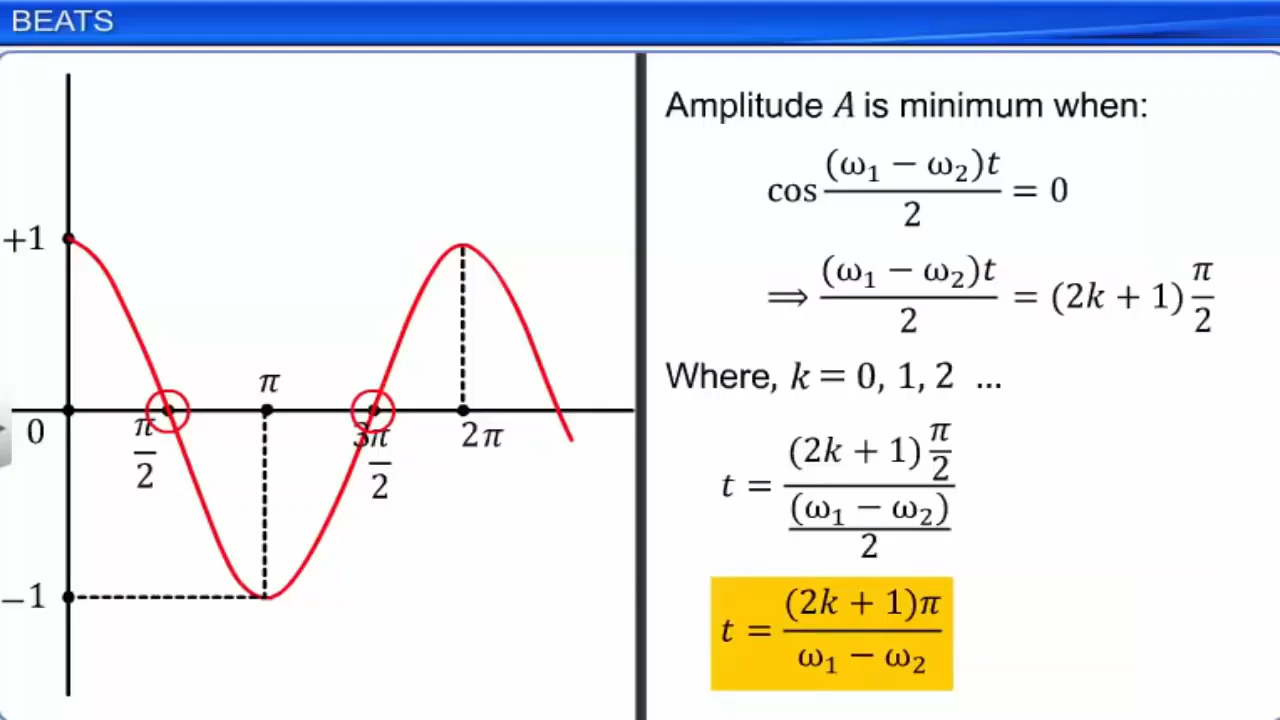 BEATS
+1
0
π/2
π
3π/2
2π
−1
Amplitude A is minimum when:
cos (ω₁ − ω₂)t/2 = 0
⟹ (ω₁ − ω₂)t/2 = (2k + 1) π/2
Where, k = 0, 1, 2 ...
t = (2k + 1) π/2 / (ω₁ − ω₂)/2
t = (2k + 1)π / ω₁ − ω₂